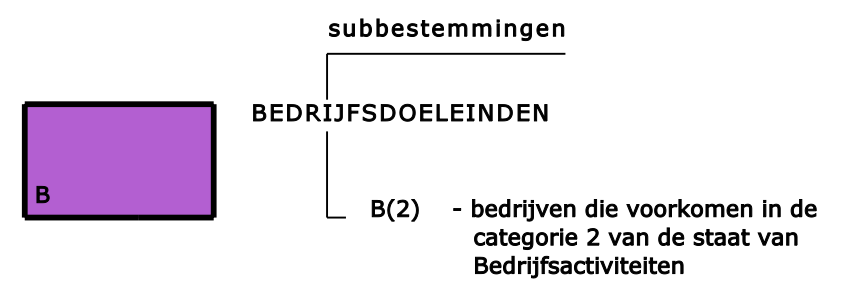 subbestemmingen
BEDRIJFSDOELEINDEN
B
B(2) - bedrijven die voorkomen in de
categorie 2 van de staat van
Bedrijfsactiviteiten